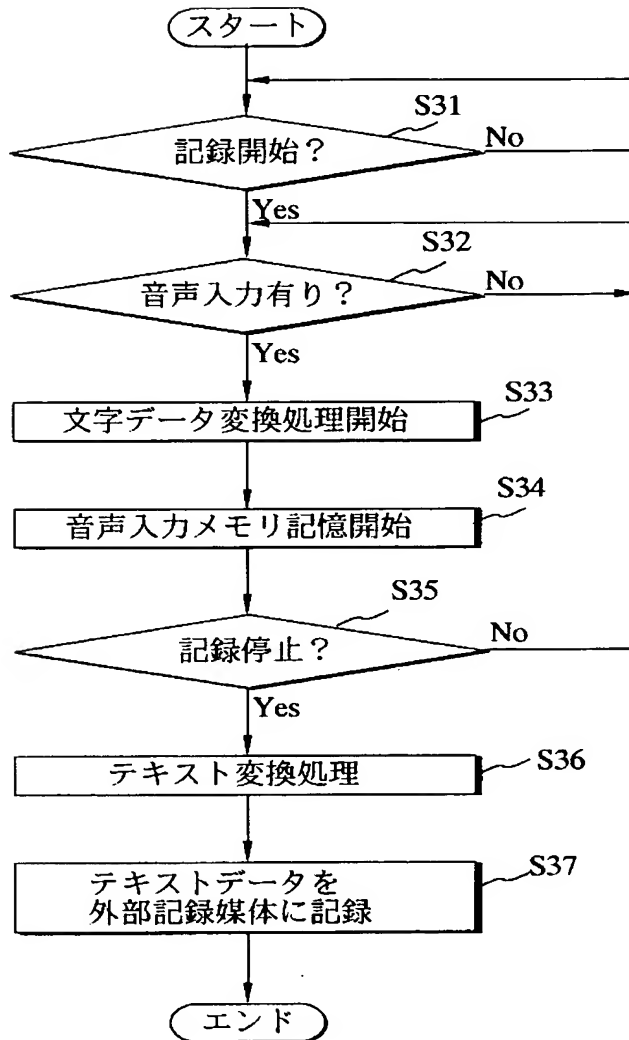 スタート
S31
記録開始？
No
Yes
S32
音声入力有り？
No
Yes
S33
文字データ変換処理開始
S34
音声入力メモリ記憶開始
S35
記録停止？
No
Yes
S36
テキスト変換処理
S37
テキストデータを
外部記録媒体に記録
エンド